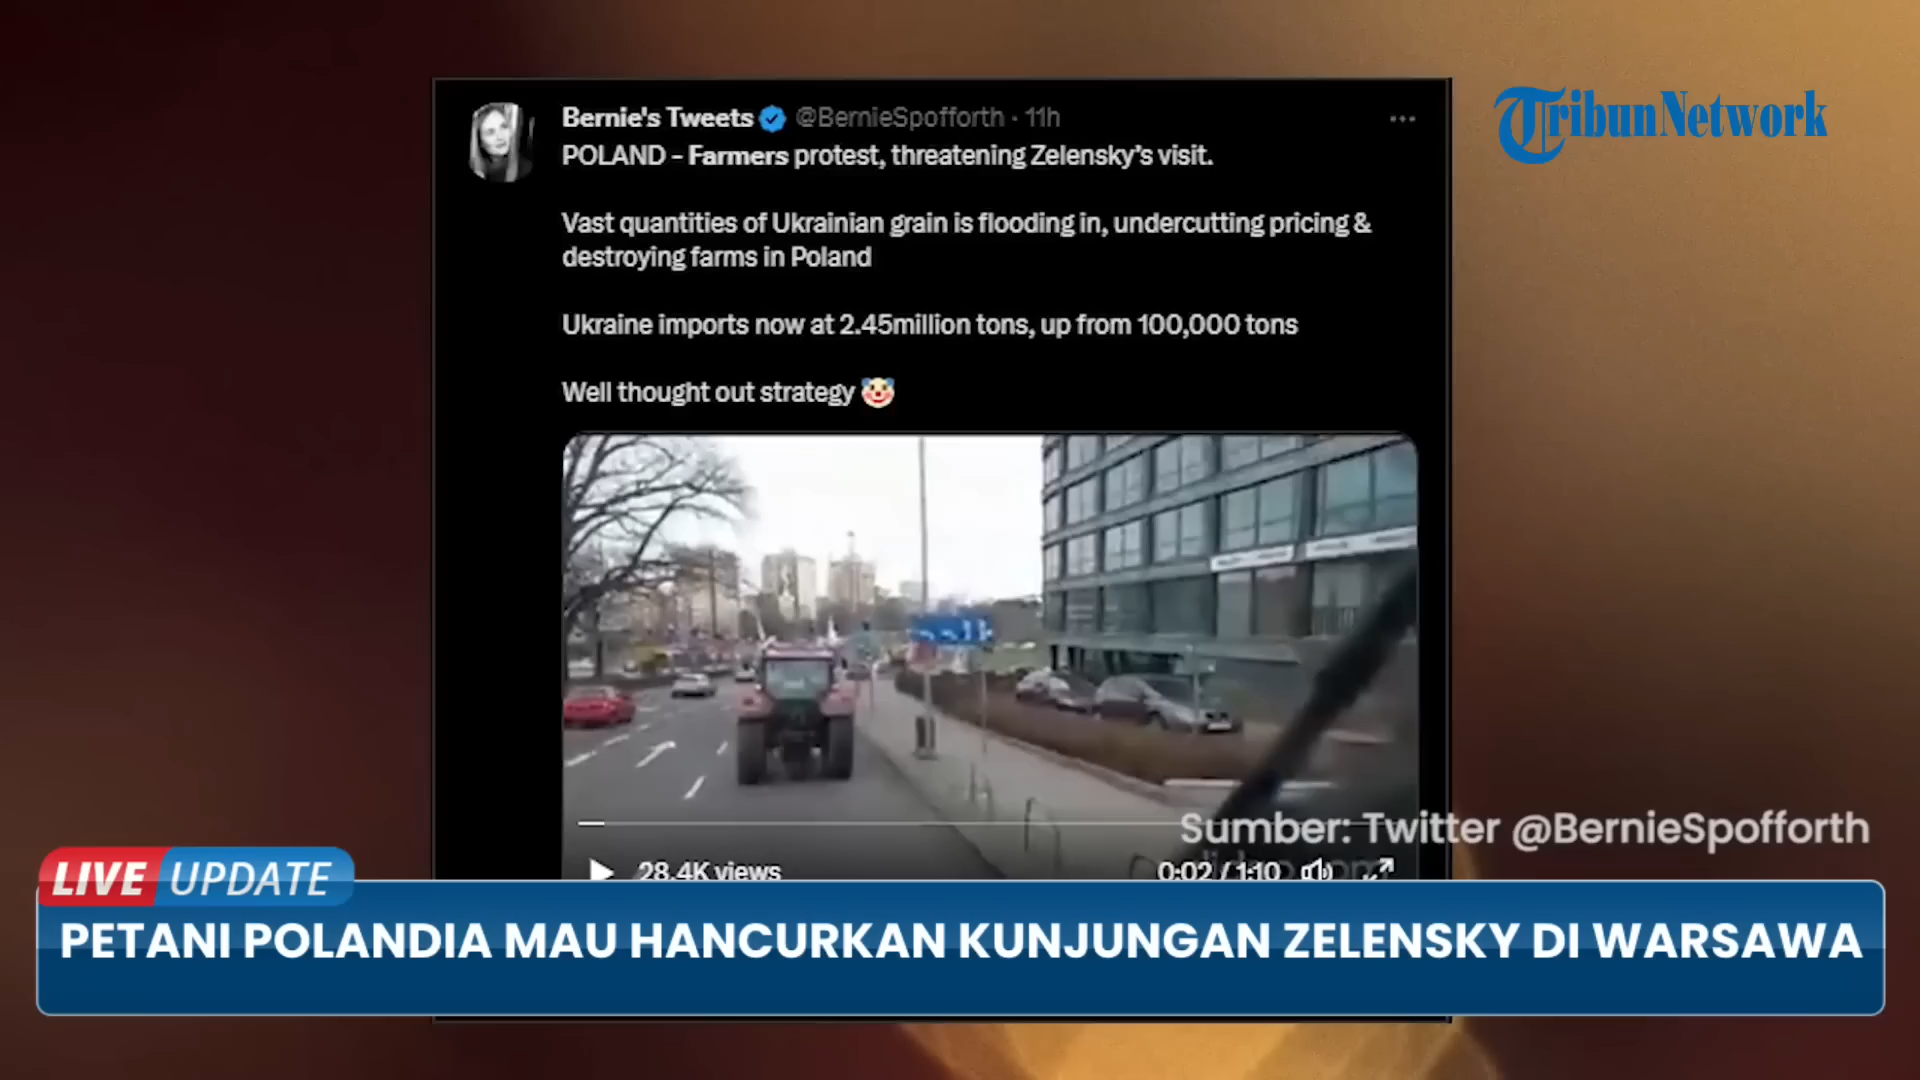 Bernie's Tweets @BernieSpofforth · 11h
TribunNetwork
POLAND - Farmers protest, threatening Zelensky's visit.
Vast quantities of Ukrainian grain is flooding in, undercutting pricing &
destroying farms in Poland
Ukraine imports now at 2.45million tons, up from 100,000 tons
Well thought out strategy 🤡
Sumber: Twitter @BernieSpofforth
28.4K views
0:02 / 1:10
LIVE UPDATE
PETANI POLANDIA MAU HANCURKAN KUNJUNGAN ZELENSKY DI WARSAWA